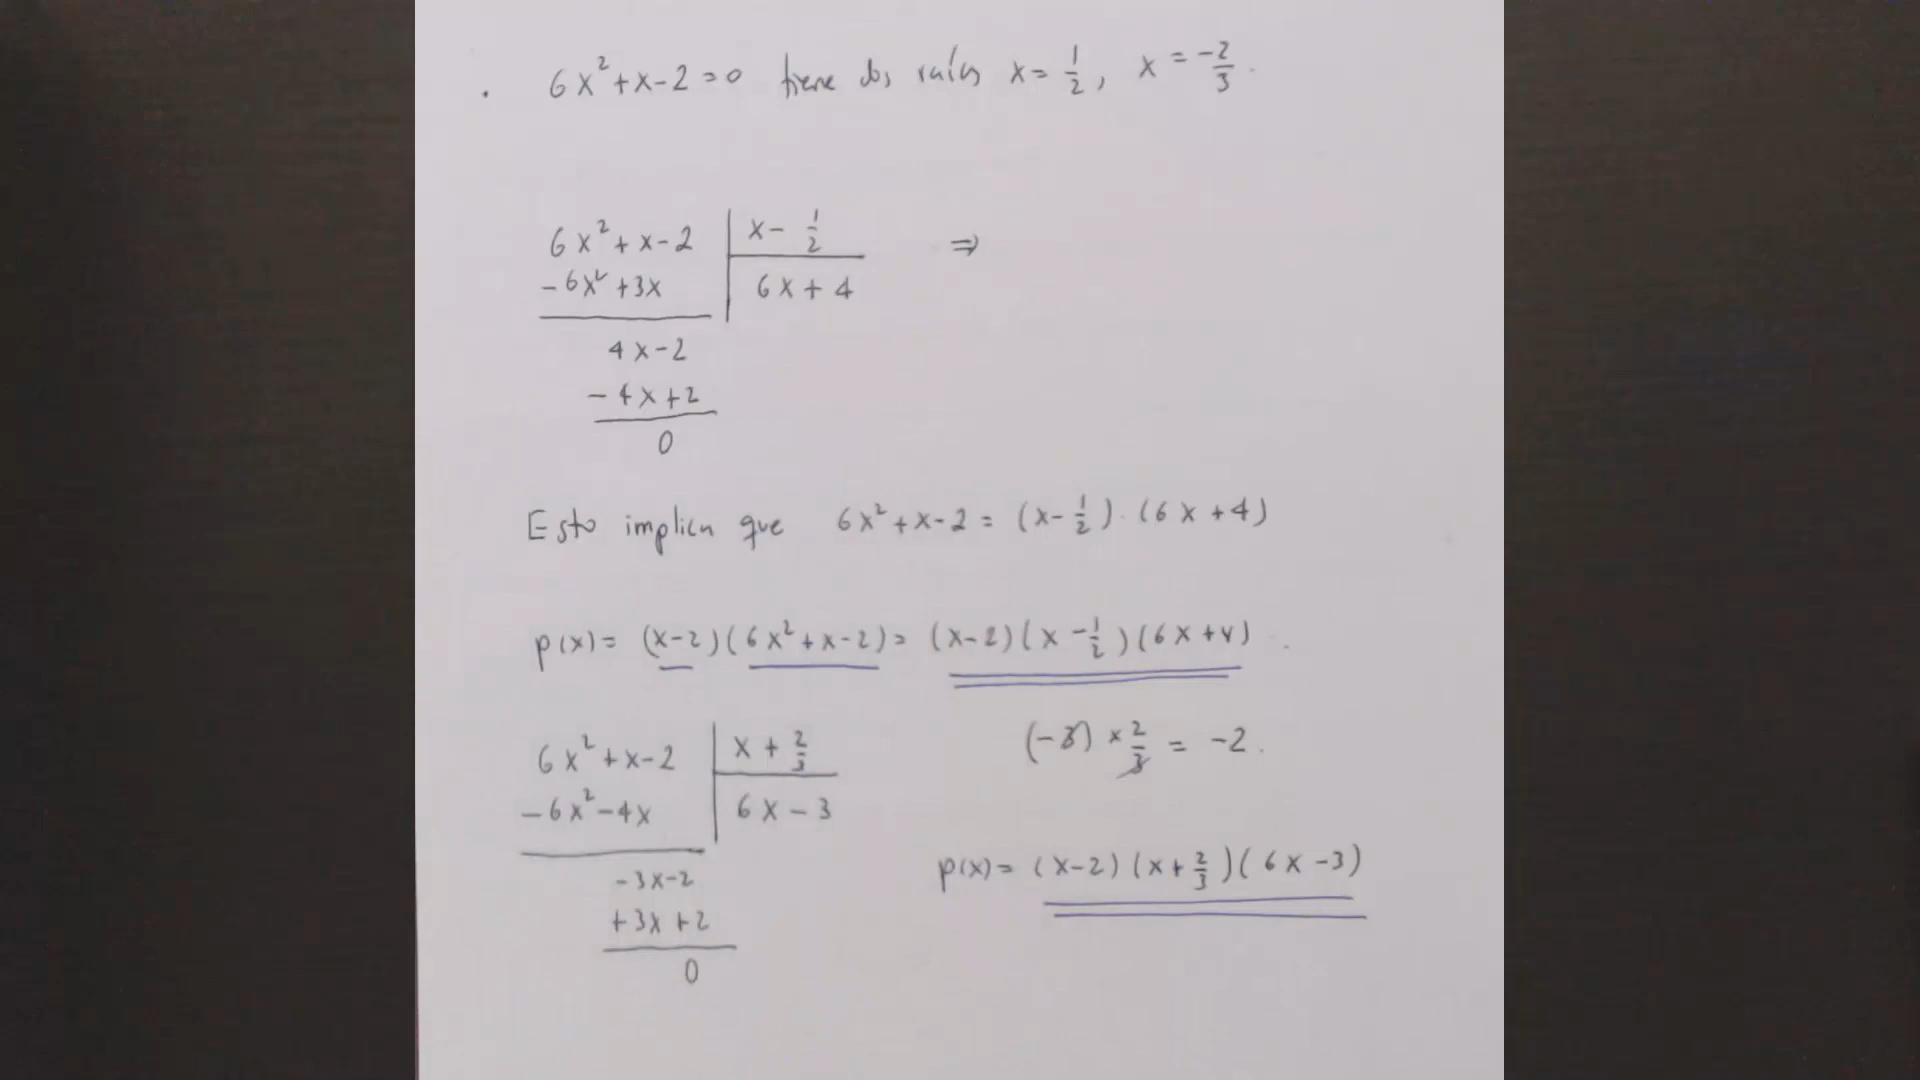 . 6x² + x - 2 = 0 tiene dos raíces x = 1/2, x = -2/3.
6x² + x - 2 | x - 1/2 ⇒
- 6x² + 3x | 6x + 4
4x - 2
- 4x + 2
0
Esto implica que 6x² + x - 2 = (x - 1/2) · (6x + 4)
p(x) = (x - 2)(6x² + x - 2) = (x - 2)(x - 1/2)(6x + 4).
(-3) × 2/3 = -2.
6x² + x - 2 | x + 2/3
- 6x² - 4x | 6x - 3
- 3x - 2
+ 3x + 2
0
p(x) = (x - 2)(x + 2/3)(6x - 3)